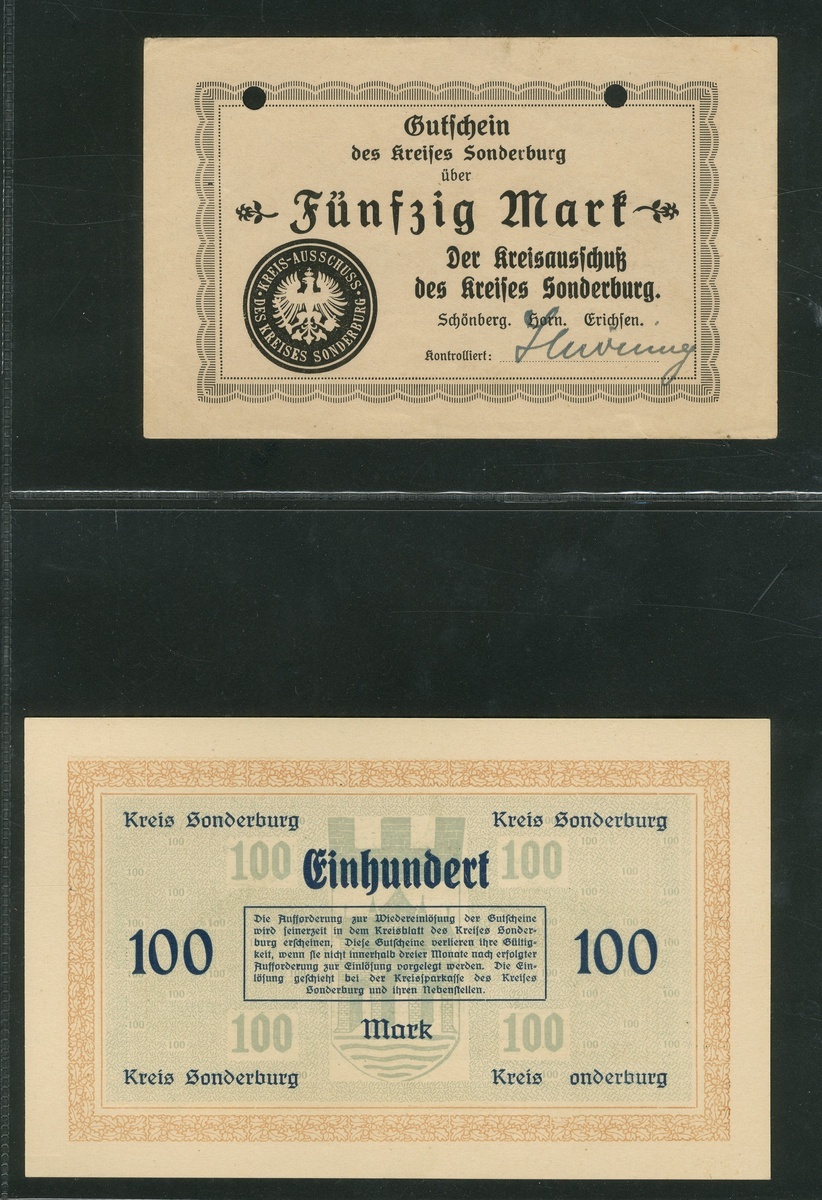 Gutschein
des Kreises Sonderburg
über
Fünfzig Mark
Der Kreisausschuß
des Kreises Sonderburg.
Schönberg. Horn. Erichsen.
Kontrolliert:
KREIS-AUSSCHUSS
DES KREISES SONDERBURG
Kreis Sonderburg Kreis Sonderburg
100 Einhundert 100
Die Aufforderung zur Wiedereinlösung der Gutscheine
wird seinerzeit in dem Kreisblatt des Kreises Sonder-
burg erscheinen, Diese Gutscheine verlieren ihre Gültig-
keit, wenn sie nicht innerhalb dreier Monate nach erfolgter
Aufforderung zur Einlösung vorgelegt werden. Die Ein-
lösung geschieht bei der Kreissparkasse des Kreises
Sonderburg und ihren Nebenstellen.
100 100
100 Mark 100
Kreis Sonderburg Kreis onderburg